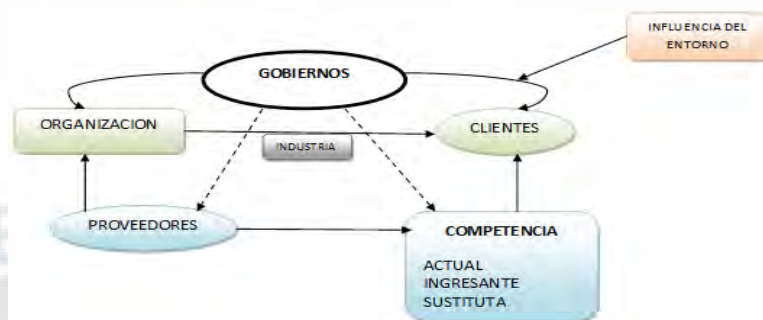 INFLUENCIA DEL
ENTORNO
GOBIERNOS
ORGANIZACION
CLIENTES
INDUSTRIA
PROVEEDORES
COMPETENCIA
ACTUAL
INGRESANTE
SUSTITUTA